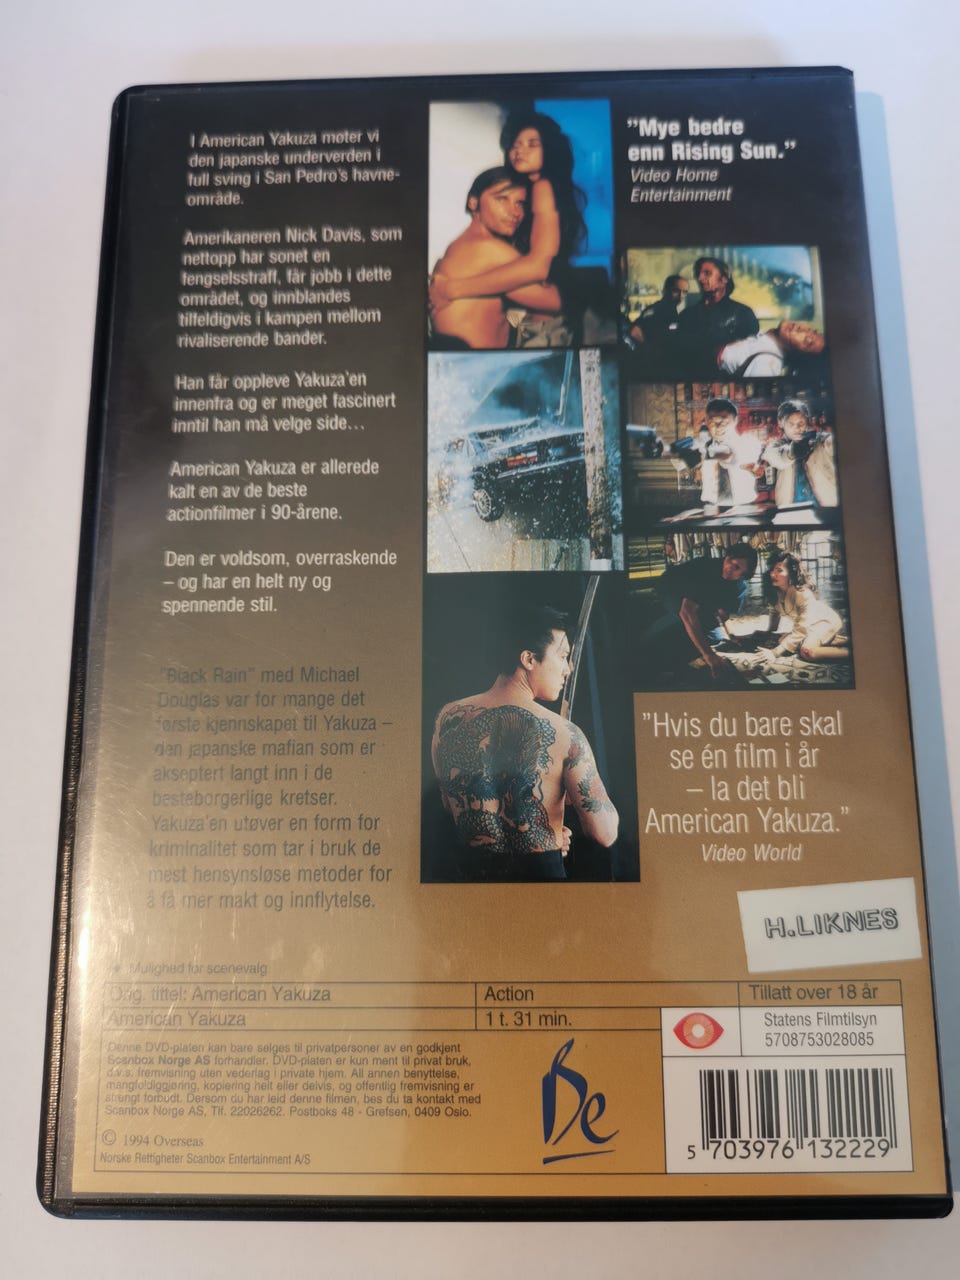 I American Yakuza møter vi
den japanske underverden i
full sving i San Pedro's havne-
område.
Amerikaneren Nick Davis, som
nettopp har sonet en
fengselsstraff, får jobb i dette
området, og innblandes
tilfeldigvis i kampen mellom
rivaliserende bander.
Han får oppleve Yakuza'en
innenfra og er meget fascinert
inntil han må velge side...
American Yakuza er allerede
kalt en av de beste
actionfilmer i 90-årene.
Den er voldsom, overraskende
– og har en helt ny og
spennende stil.
"Black Rain" med Michael
Douglas var for mange det
første kjennskapet til Yakuza –
den japanske mafian som er
akseptert langt inn i de
besteborgerlige kretser.
Yakuza'en utøver en form for
kriminalitet som tar i bruk de
mest hensynsløse metoder for
å få mer makt og innflytelse.
"Mye bedre
enn Rising Sun."
Video Home
Entertainment
"Hvis du bare skal
se én film i år
– la det bli
American Yakuza."
Video World
H.LIKNES
Mulighed for scenevalg
Orig. tittel: American Yakuza
Action
Tillatt over 18 år
American Yakuza
1 t. 31 min.
Statens Filmtilsyn
5708753028085
Denne DVD-platen kan bare selges til privatpersoner av en godkjent
Scanbox Norge AS forhandler. DVD-platen er kun ment til privat bruk,
d.v.s. fremvisning uten vederlag i private hjem. All annen benyttelse,
mangfoldiggjøring, kopiering helt eller delvis, og offentlig fremvisning er
strengt forbudt. Dersom du har leid denne filmen, bes du ta kontakt med
Scanbox Norge AS, Tlf. 22026262. Postboks 48 - Grefsen, 0409 Oslo.
© 1994 Overseas
Norske Rettigheter Scanbox Entertainment A/S
Be
5 703976 132229